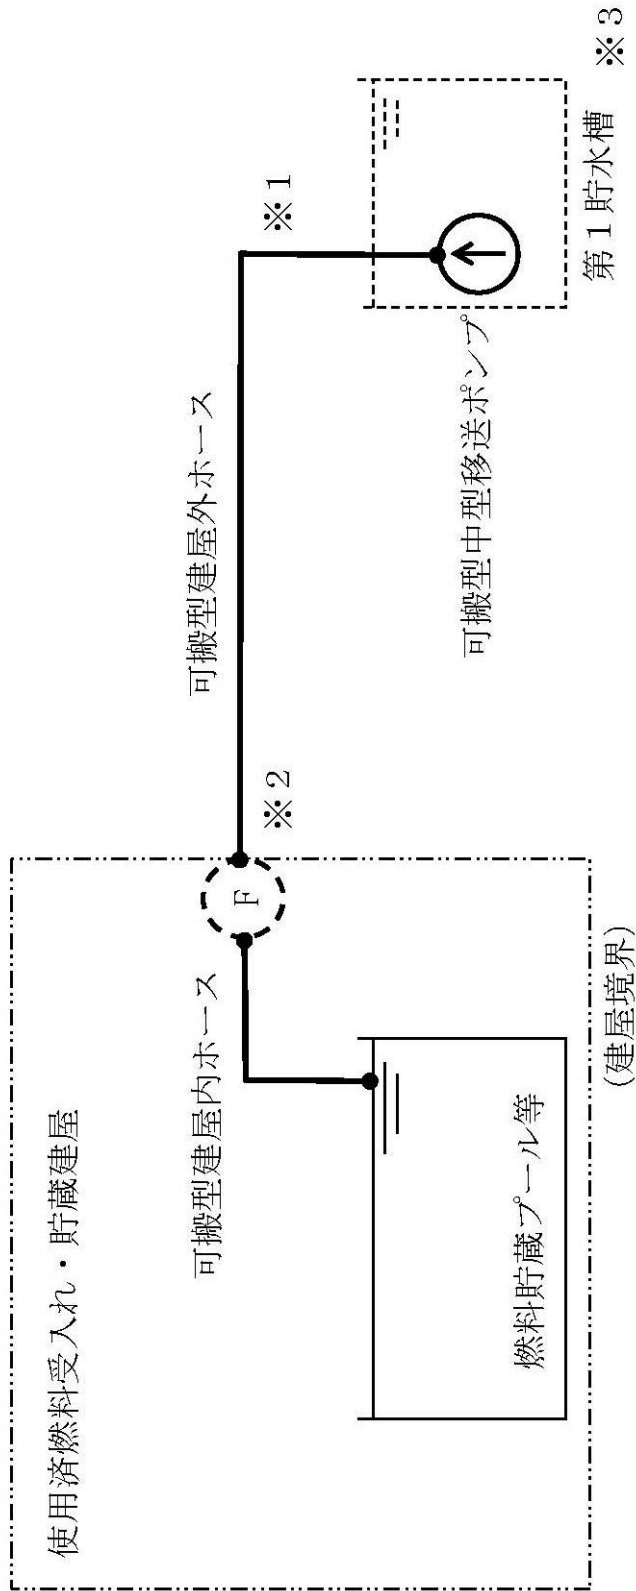 使用済燃料受入れ・貯蔵建屋
可搬型建屋内ホース
F
※2
可搬型建屋外ホース
※1
燃料貯蔵プール等
可搬型中型移送ポンプ
第1貯水槽
※3
(建屋境界)